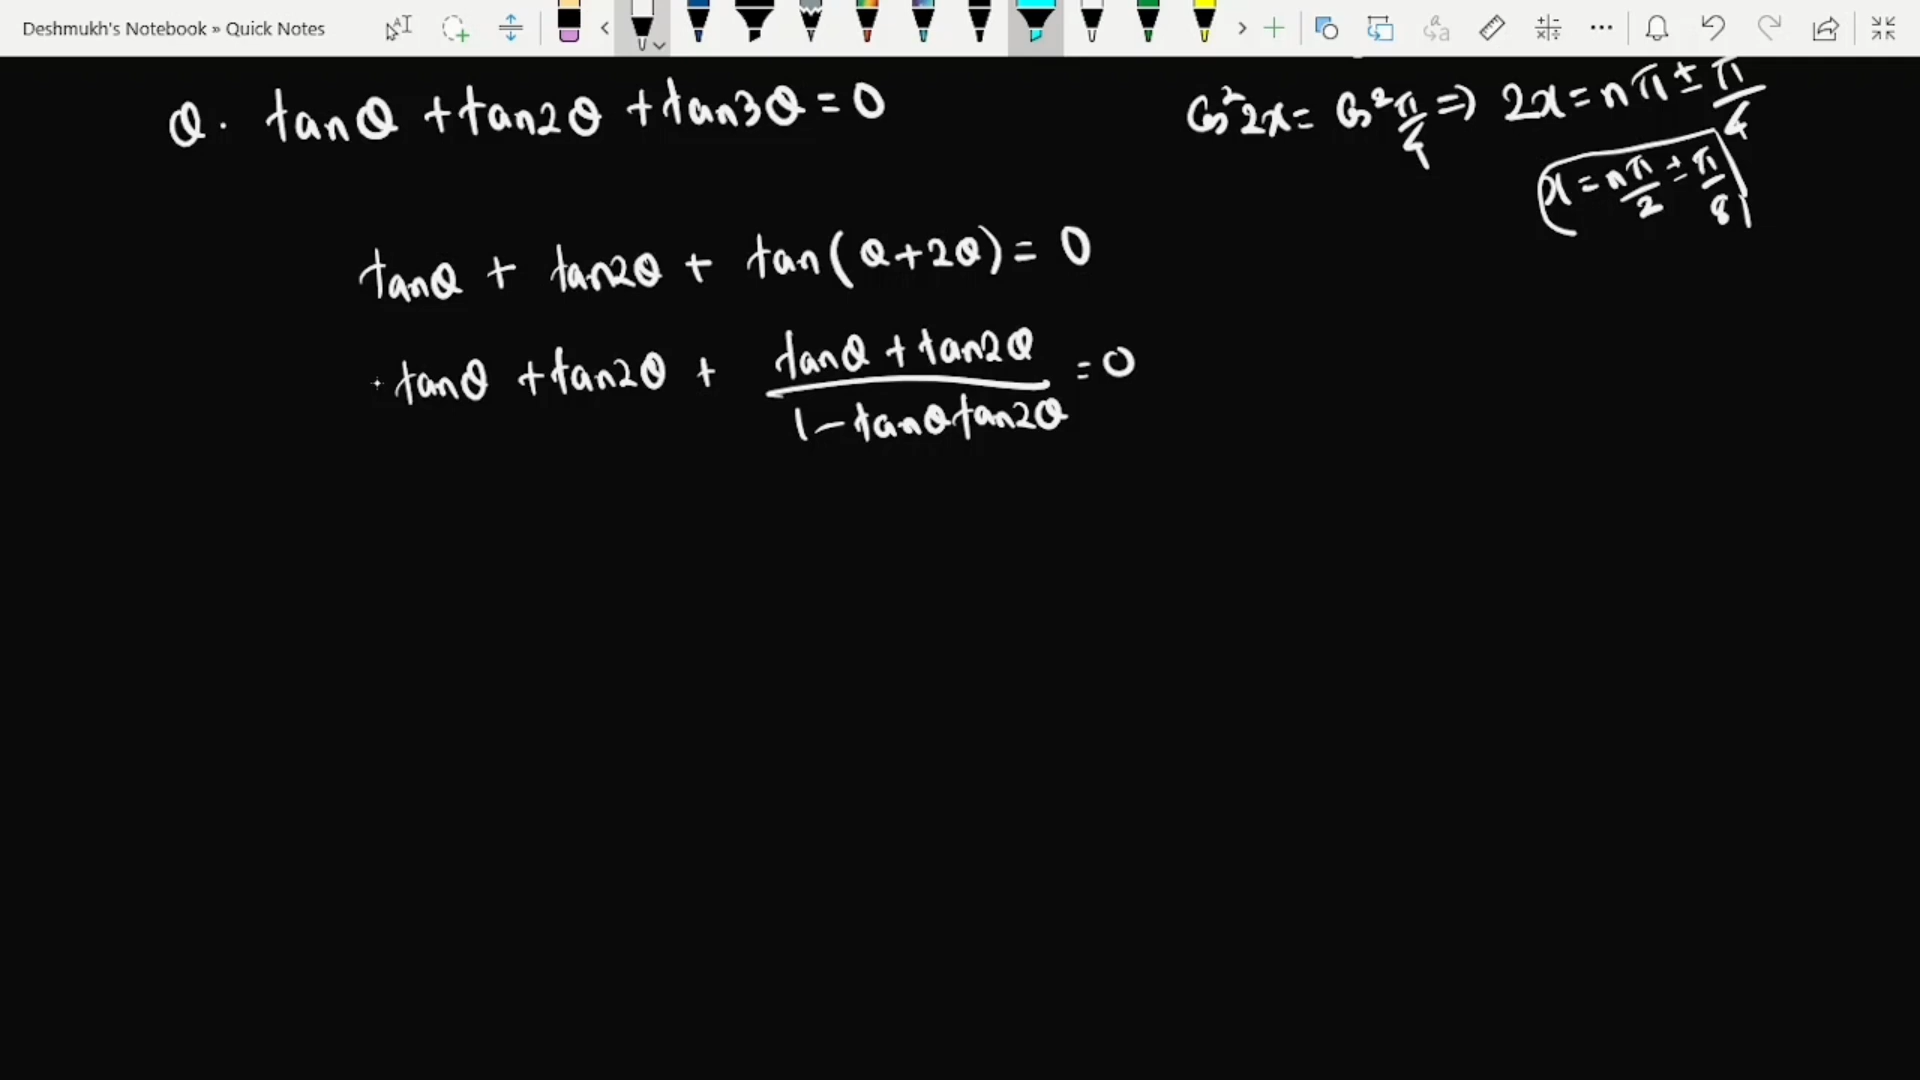 Deshmukh's Notebook » Quick Notes
Q. tanθ + tan2θ + tan3θ = 0
tanθ + tan2θ + tan(θ+2θ) = 0
tanθ + tan2θ + (tanθ + tan2θ)/(1 - tanθ tan2θ) = 0
cos²2x = cos²π/4 ⇒ 2x = nπ ± π/4
x = nπ/2 ± π/8